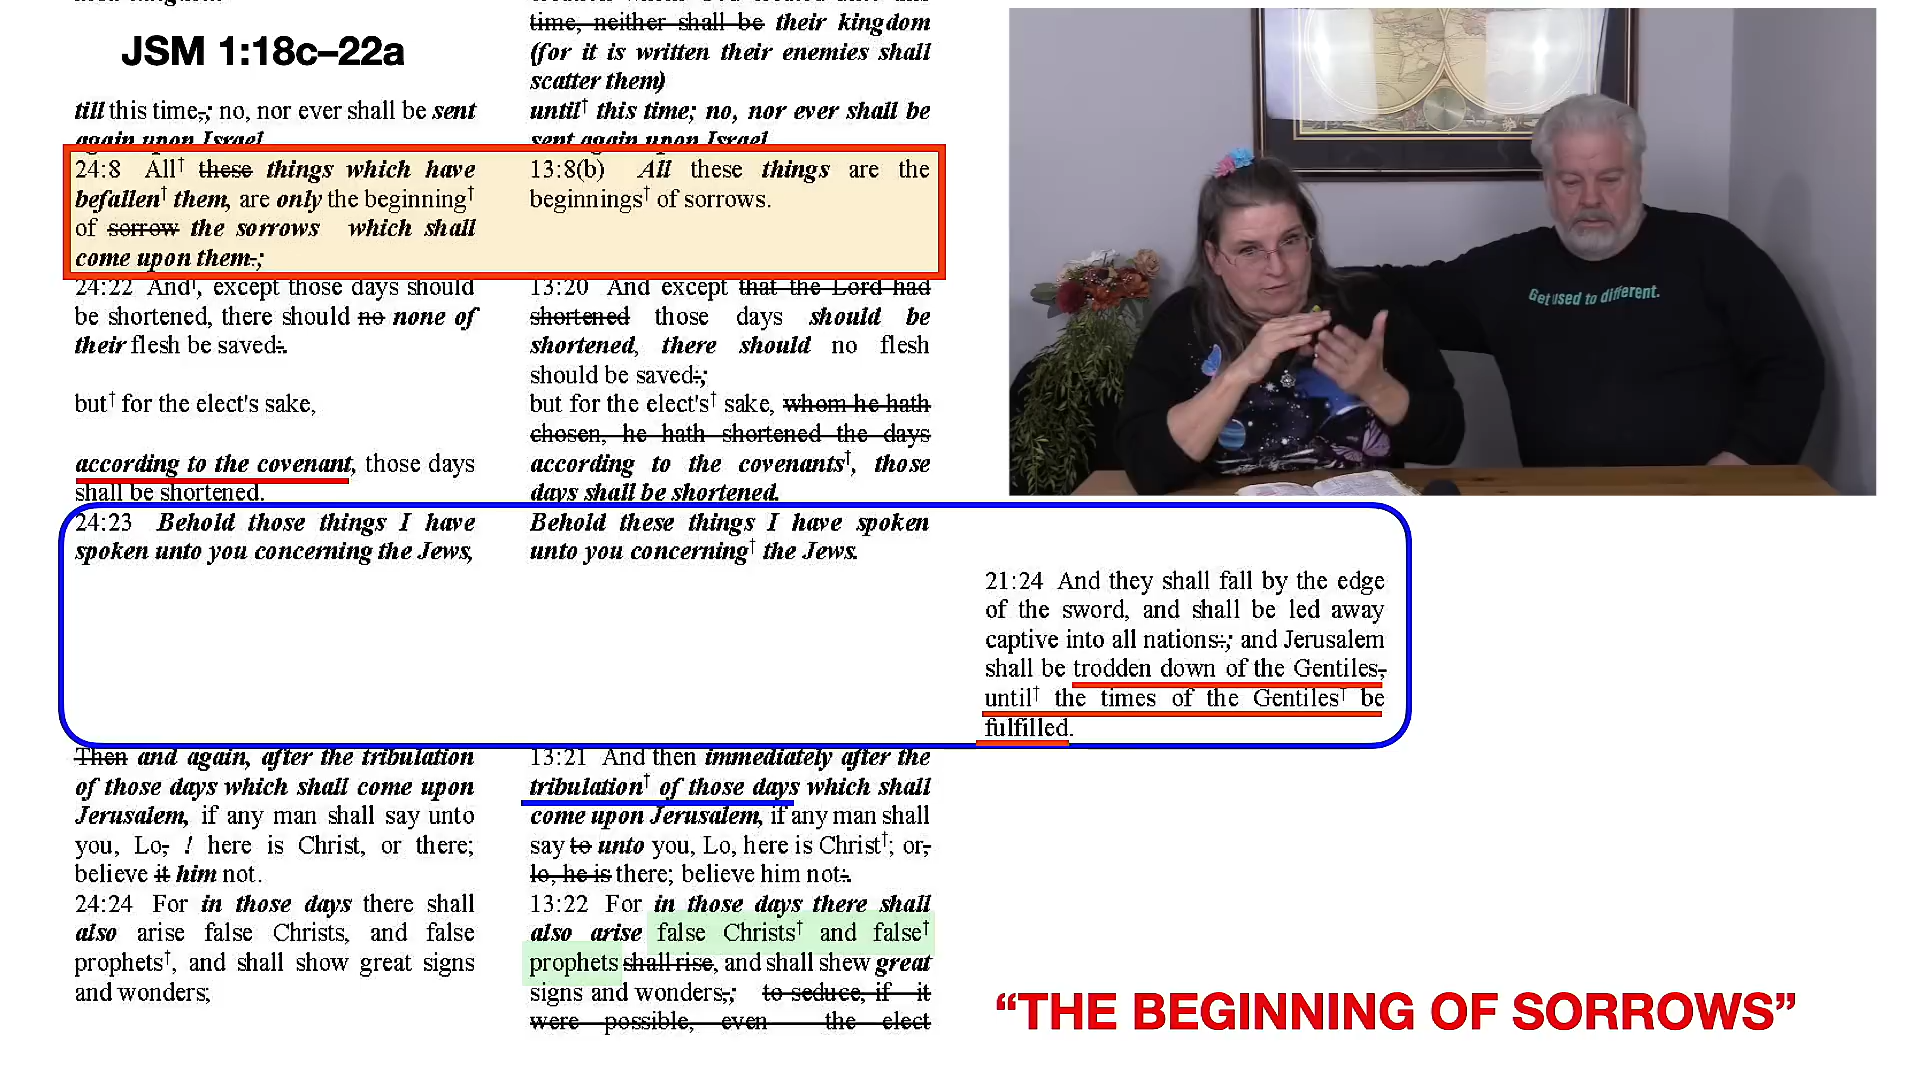 JSM 1:18c–22a
till this time,; no, nor ever shall be sent
again upon Israel
24:8 All† these things which have
befallen† them, are only the beginning†
of sorrow the sorrows which shall
come upon them.;
24:22 And†, except those days should
be shortened, there should no none of
their flesh be saved:.
but† for the elect's sake,
according to the covenant, those days
shall be shortened.
24:23 Behold those things I have
spoken unto you concerning the Jews,
Then and again, after the tribulation
of those days which shall come upon
Jerusalem, if any man shall say unto
you, Lo, ! here is Christ, or there;
believe it him not.
24:24 For in those days there shall
also arise false Christs, and false
prophets†, and shall show great signs
and wonders;
time, neither shall be their kingdom
(for it is written their enemies shall
scatter them)
until† this time; no, nor ever shall be
sent again upon Israel
13:8(b) All these things are the
beginnings† of sorrows.
13:20 And except that the Lord had
shortened those days should be
shortened, there should no flesh
should be saved:;
but for the elect's† sake, whom he hath
chosen, he hath shortened the days
according to the covenants†, those
days shall be shortened.
Behold these things I have spoken
unto you concerning† the Jews.
13:21 And then immediately after the
tribulation† of those days which shall
come upon Jerusalem, if any man shall
say to unto you, Lo, here is Christ†; or,
lo, he is there; believe him not:.
13:22 For in those days there shall
also arise false Christs† and false†
prophets shall rise, and shall shew great
signs and wonders,; to seduce, if it
were possible, even the elect
21:24 And they shall fall by the edge
of the sword, and shall be led away
captive into all nations:; and Jerusalem
shall be trodden down of the Gentiles,
until† the times of the Gentiles† be
fulfilled.
Get used to different.
“THE BEGINNING OF SORROWS”